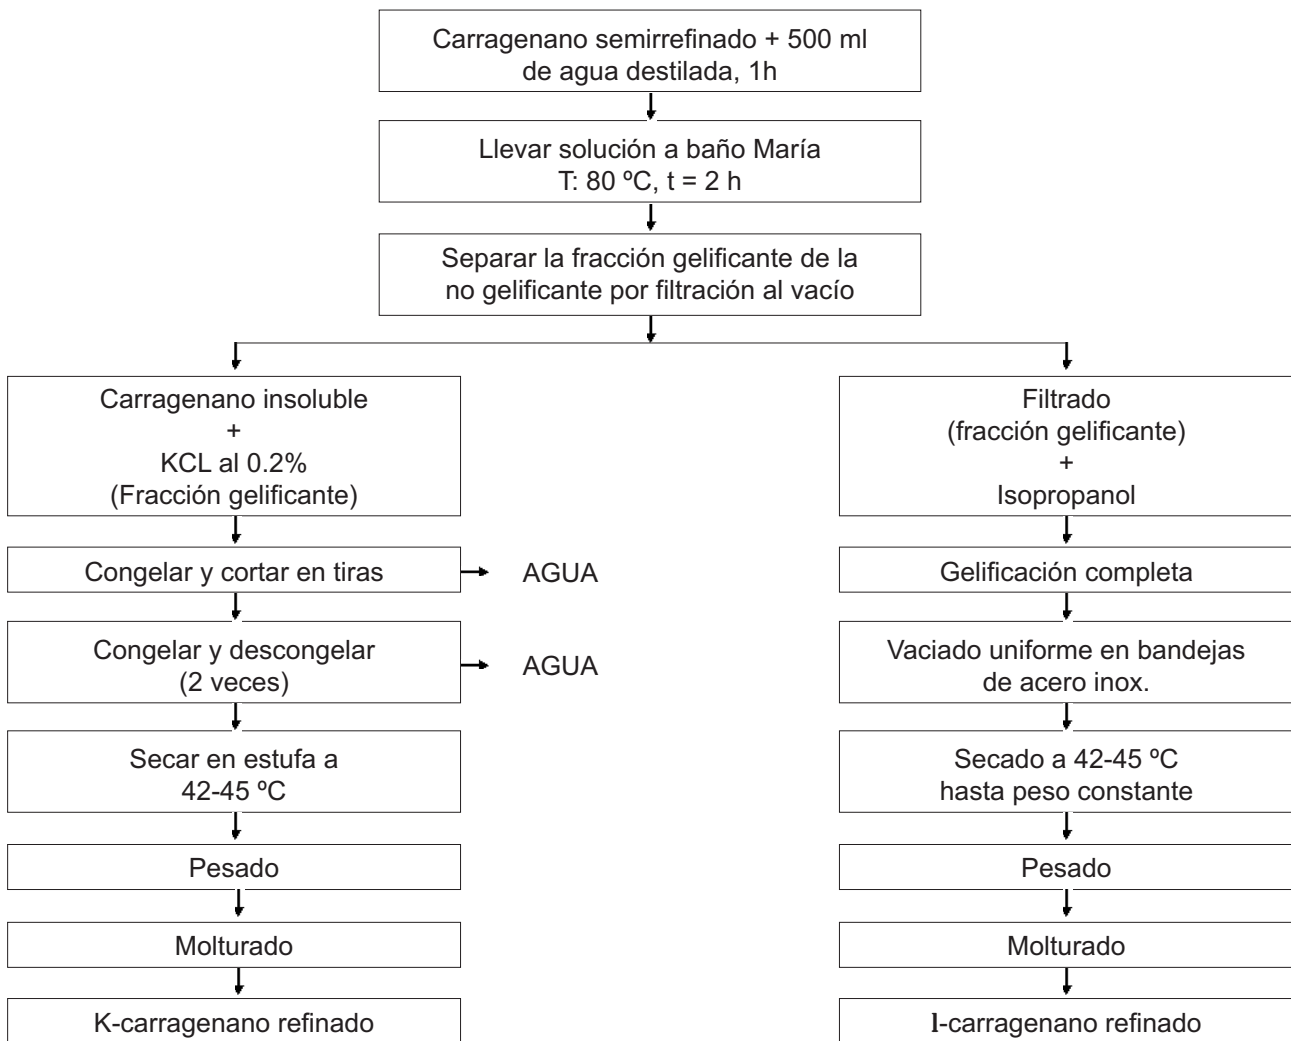 Carragenano semirrefinado + 500 ml
de agua destilada, 1h
Llevar solución a baño María
T: 80 ºC, t = 2 h
Separar la fracción gelificante de la
no gelificante por filtración al vacío
Carragenano insoluble
+
KCL al 0.2%
(Fracción gelificante)
Congelar y cortar en tiras
AGUA
Congelar y descongelar
(2 veces)
AGUA
Secar en estufa a
42-45 ºC
Pesado
Molturado
K-carragenano refinado
Filtrado
(fracción gelificante)
+
Isopropanol
Gelificación completa
Vaciado uniforme en bandejas
de acero inox.
Secado a 42-45 ºC
hasta peso constante
Pesado
Molturado
l-carragenano refinado